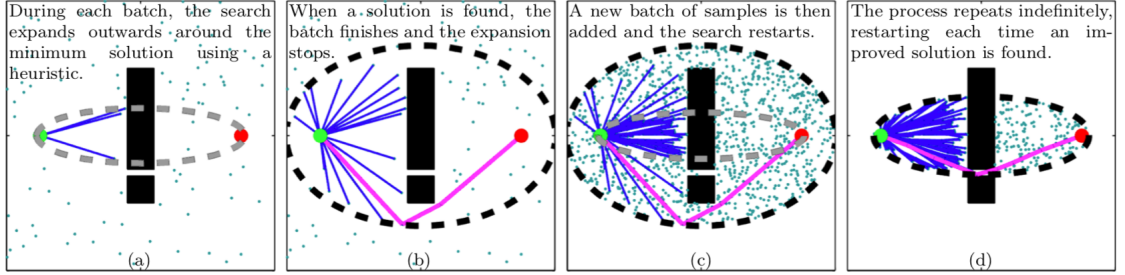 During each batch, the search
expands outwards around the
minimum solution using a
heuristic.
(a)
When a solution is found, the
batch finishes and the expansion
stops.
(b)
A new batch of samples is then
added and the search restarts.
(c)
The process repeats indefinitely,
restarting each time an im-
proved solution is found.
(d)